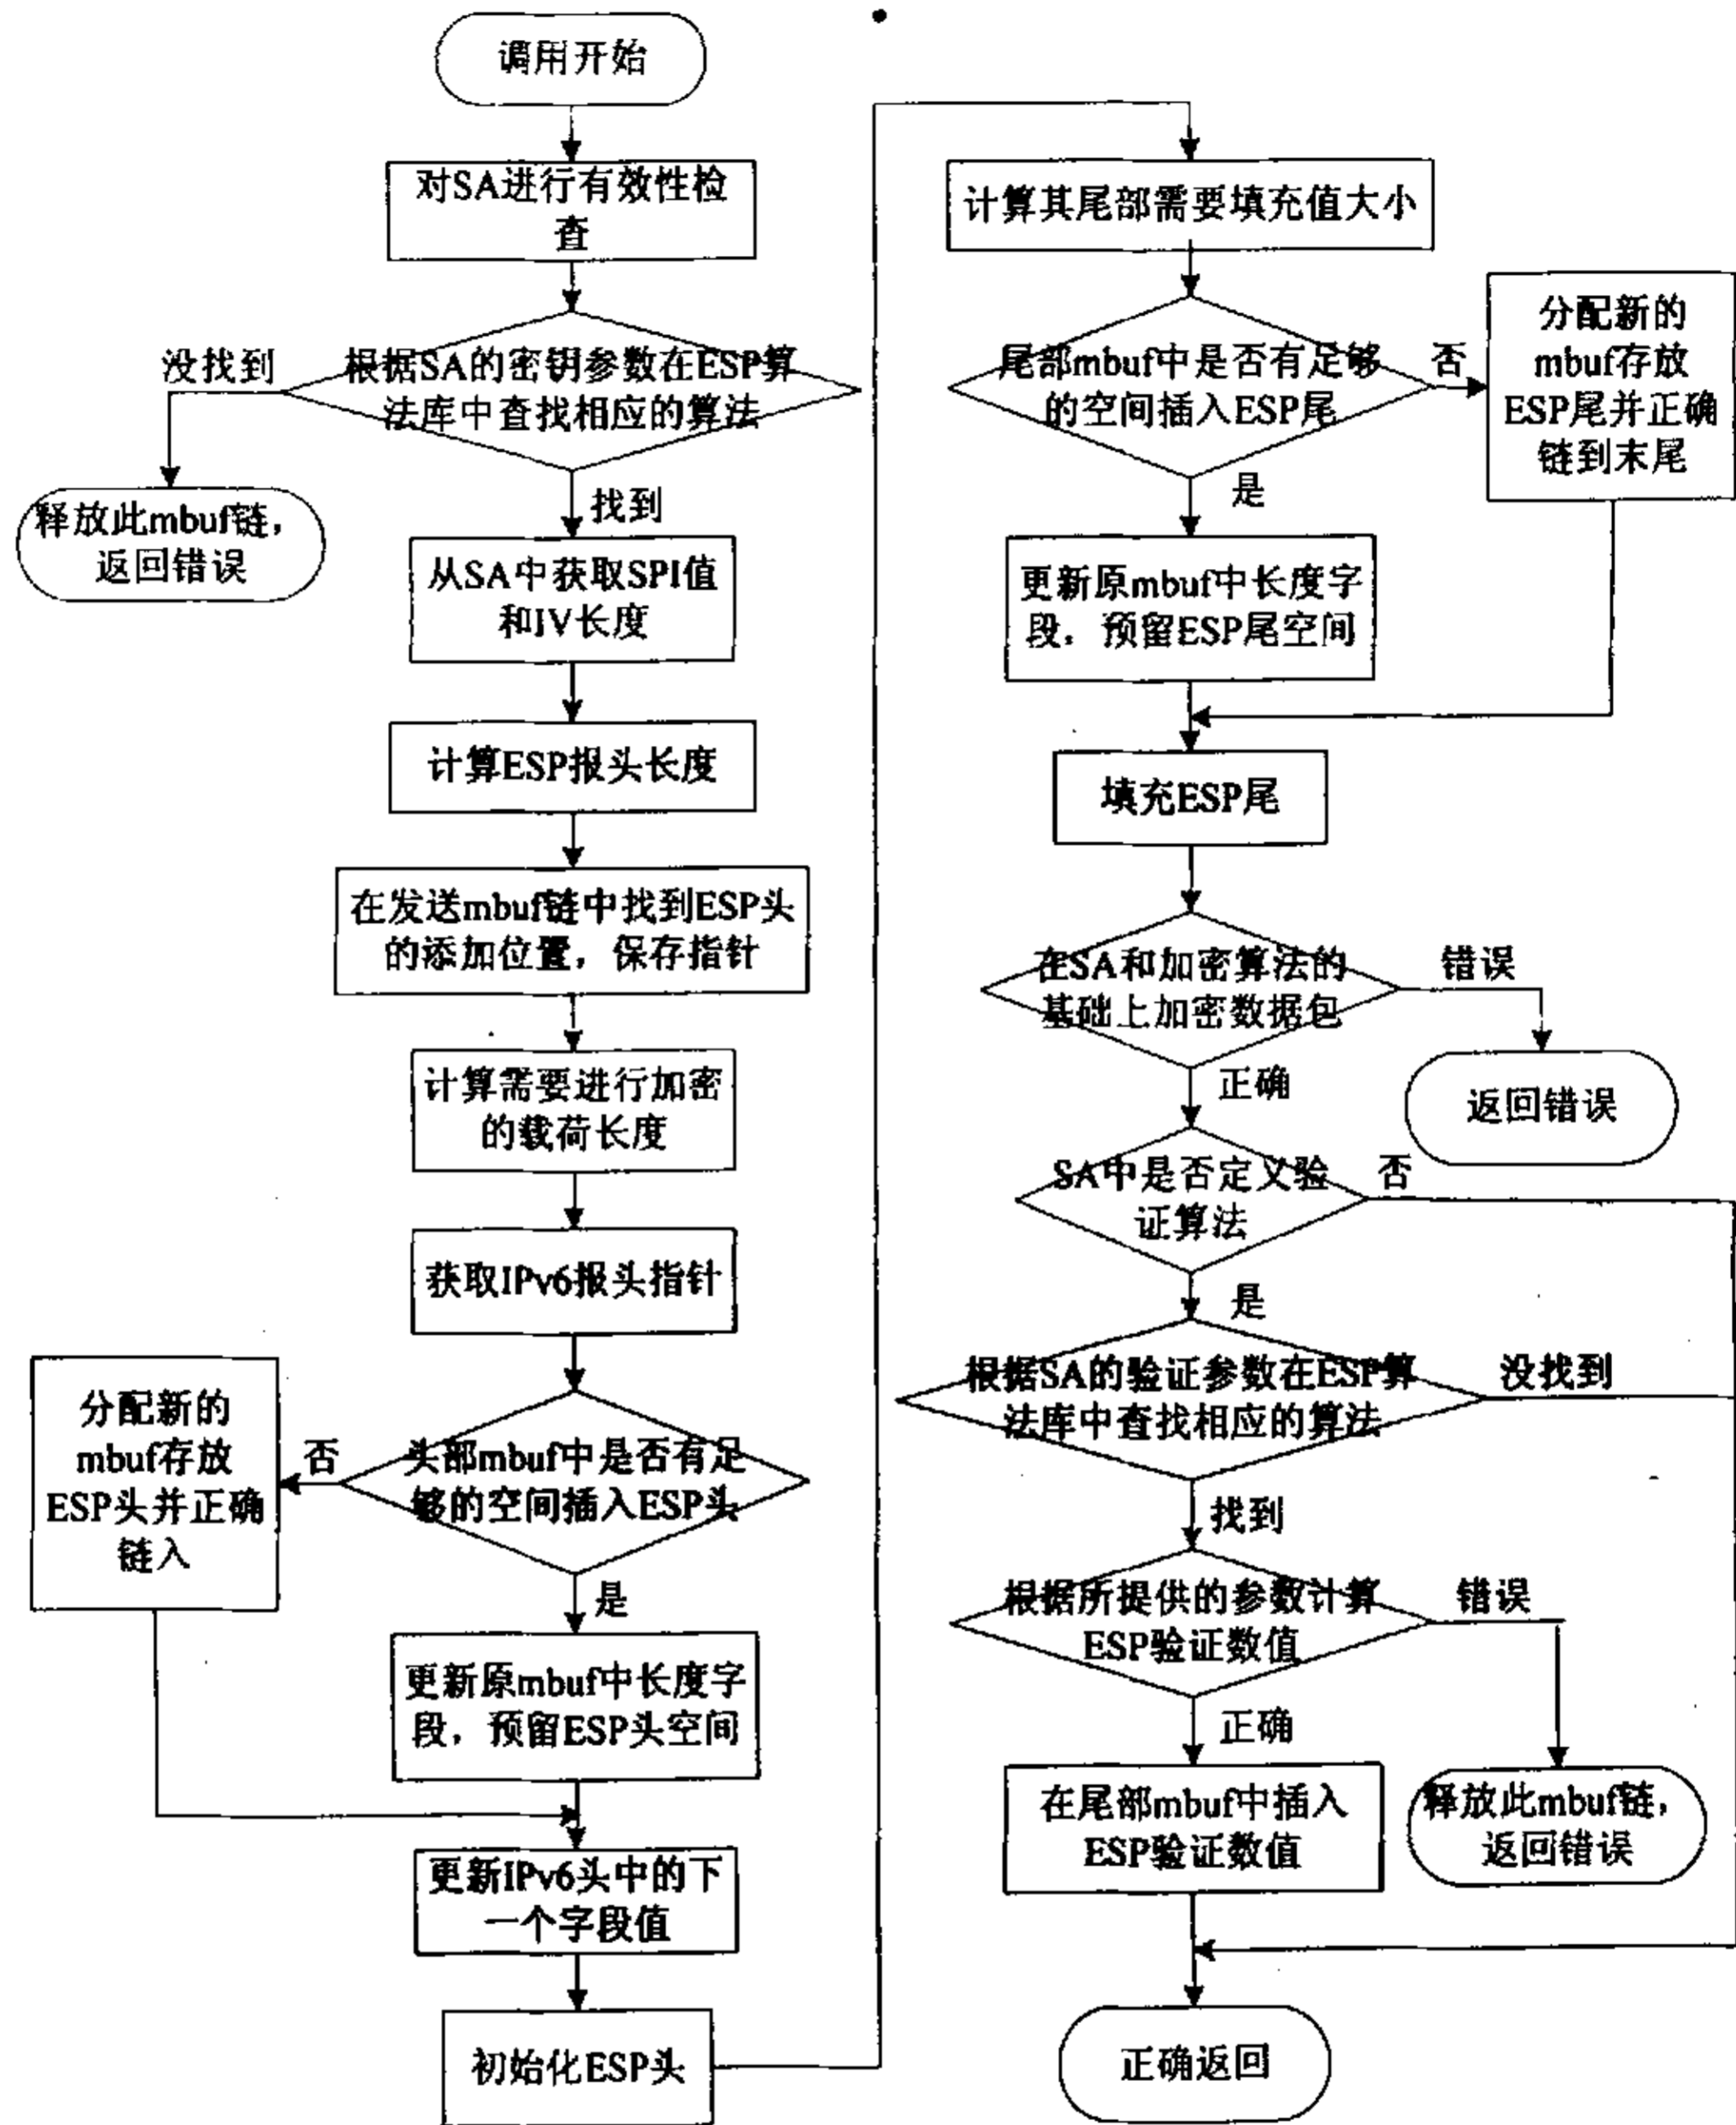 调用开始
对SA进行有效性检
查
没找到
根据SA的密钥参数在ESP算
法库中查找相应的算法
释放此mbuf链，
返回错误
找到
从SA中获取SPI值
和IV长度
计算ESP报头长度
在发送mbuf链中找到ESP头
的添加位置，保存指针
计算需要进行加密
的载荷长度
获取IPv6报头指针
分配新的
mbuf存放
ESP头并正确
链入
否
头部mbuf中是否有足
够的空间插入ESP头
是
更新原mbuf中长度字
段，预留ESP头空间
更新IPv6头中的下
一个字段值
初始化ESP头
计算其尾部需要填充值大小
尾部mbuf中是否有足够
的空间插入ESP尾
否
分配新的
mbuf存放
ESP尾并正确
链到末尾
是
更新原mbuf中长度字
段，预留ESP尾空间
填充ESP尾
在SA和加密算法的
基础上加密数据包
错误
返回错误
正确
SA中是否定义验
证算法
否
是
根据SA的验证参数在ESP算
法库中查找相应的算法
没找到
找到
根据所提供的参数计算
ESP验证数值
错误
正确
在尾部mbuf中插入
ESP验证数值
释放此mbuf链，
返回错误
正确返回